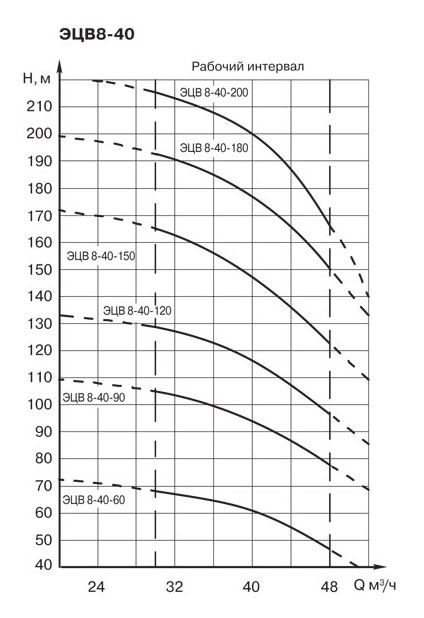 ЭЦВ8-40
Рабочий интервал
H, м
ЭЦВ 8-40-200
210
200
ЭЦВ 8-40-180
190
180
170
160
ЭЦВ 8-40-150
150
140
ЭЦВ 8-40-120
130
120
110
ЭЦВ 8-40-90
100
90
80
70
ЭЦВ 8-40-60
60
50
40
24 32 40 48 Q м³/ч